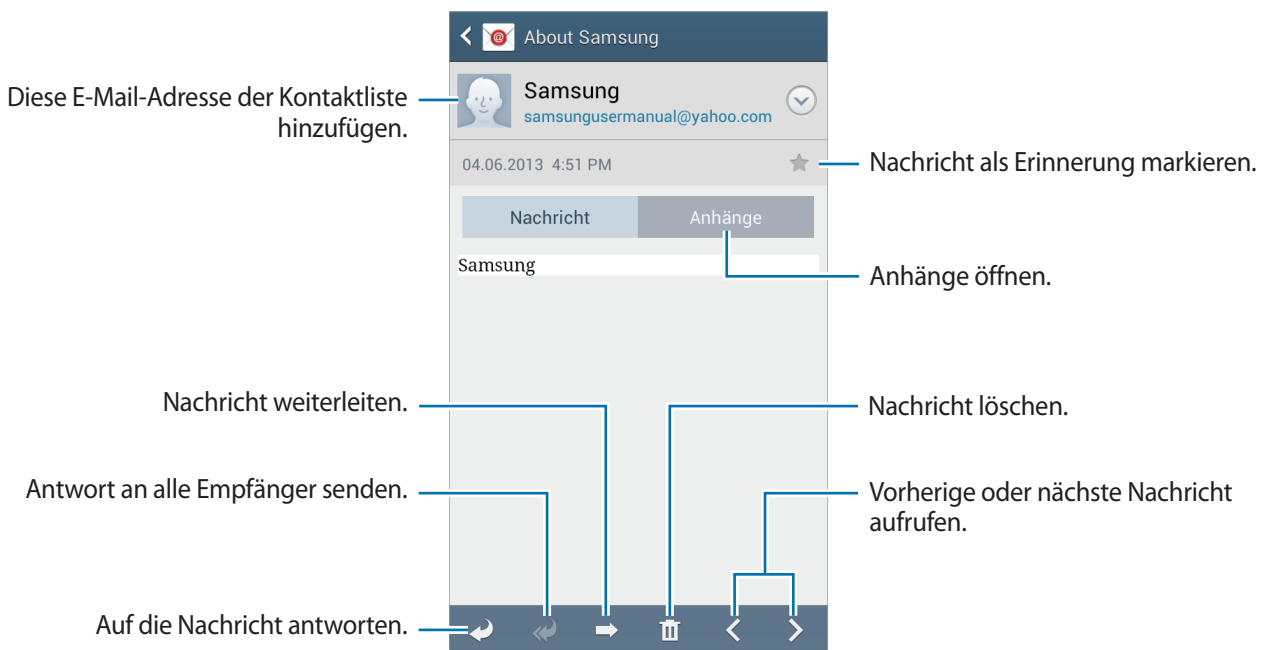 About Samsung
Diese E-Mail-Adresse der Kontaktliste
hinzufügen.
Samsung
samsungusermanual@yahoo.com
04.06.2013 4:51 PM
Nachricht als Erinnerung markieren.
Nachricht
Anhänge
Samsung
Anhänge öffnen.
Nachricht weiterleiten.
Nachricht löschen.
Antwort an alle Empfänger senden.
Vorherige oder nächste Nachricht
aufrufen.
Auf die Nachricht antworten.